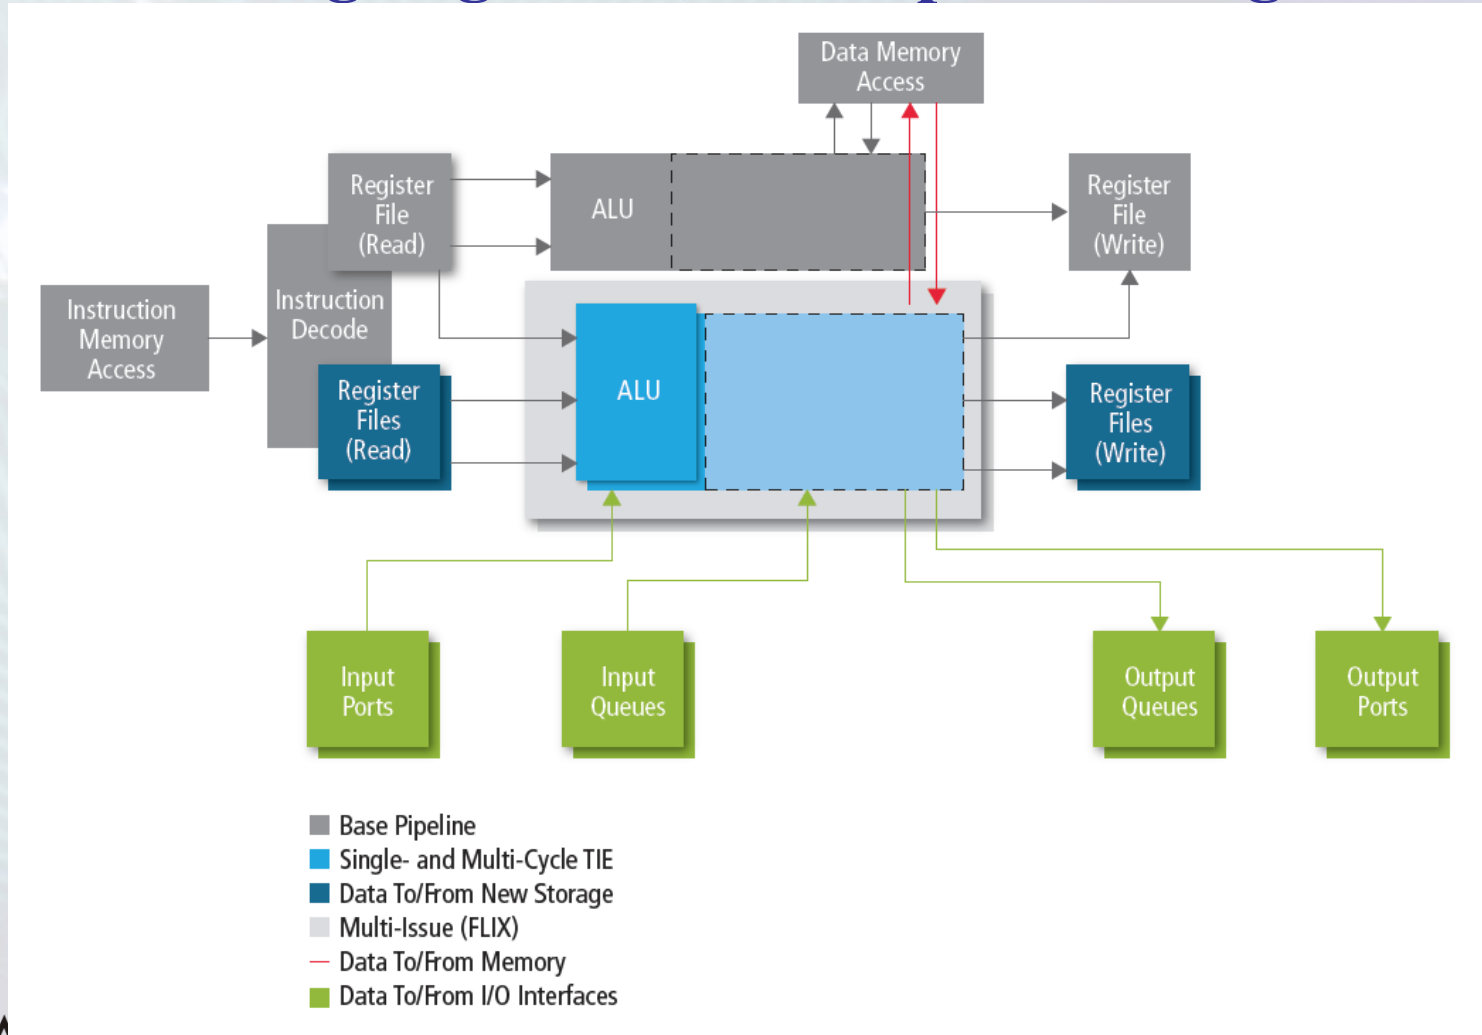 Data Memory
Access
Register
File
(Read)
ALU
Register
File
(Write)
Instruction
Memory
Access
Instruction
Decode
Register
Files
(Read)
ALU
Register
Files
(Write)
Input
Ports
Input
Queues
Output
Queues
Output
Ports
Base Pipeline
Single- and Multi-Cycle TIE
Data To/From New Storage
Multi-Issue (FLIX)
Data To/From Memory
Data To/From I/O Interfaces